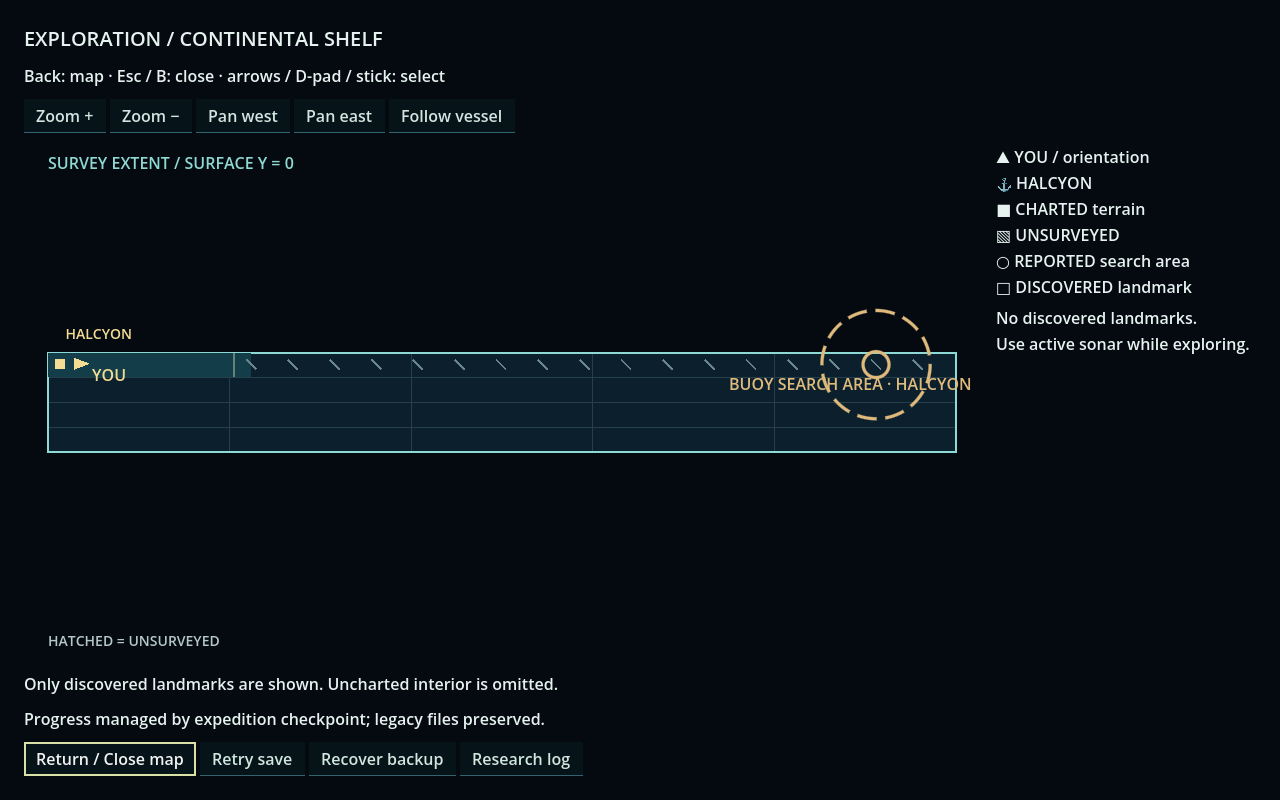 EXPLORATION / CONTINENTAL SHELF
Back: map · Esc / B: close · arrows / D-pad / stick: select
Zoom +
Zoom −
Pan west
Pan east
Follow vessel
SURVEY EXTENT / SURFACE Y = 0
▲ YOU / orientation
⚓ HALCYON
■ CHARTED terrain
▧ UNSURVEYED
○ REPORTED search area
□ DISCOVERED landmark
No discovered landmarks.
Use active sonar while exploring.
HALCYON
YOU
BUOY SEARCH AREA · HALCYON
HATCHED = UNSURVEYED
Only discovered landmarks are shown. Uncharted interior is omitted.
Progress managed by expedition checkpoint; legacy files preserved.
Return / Close map
Retry save
Recover backup
Research log